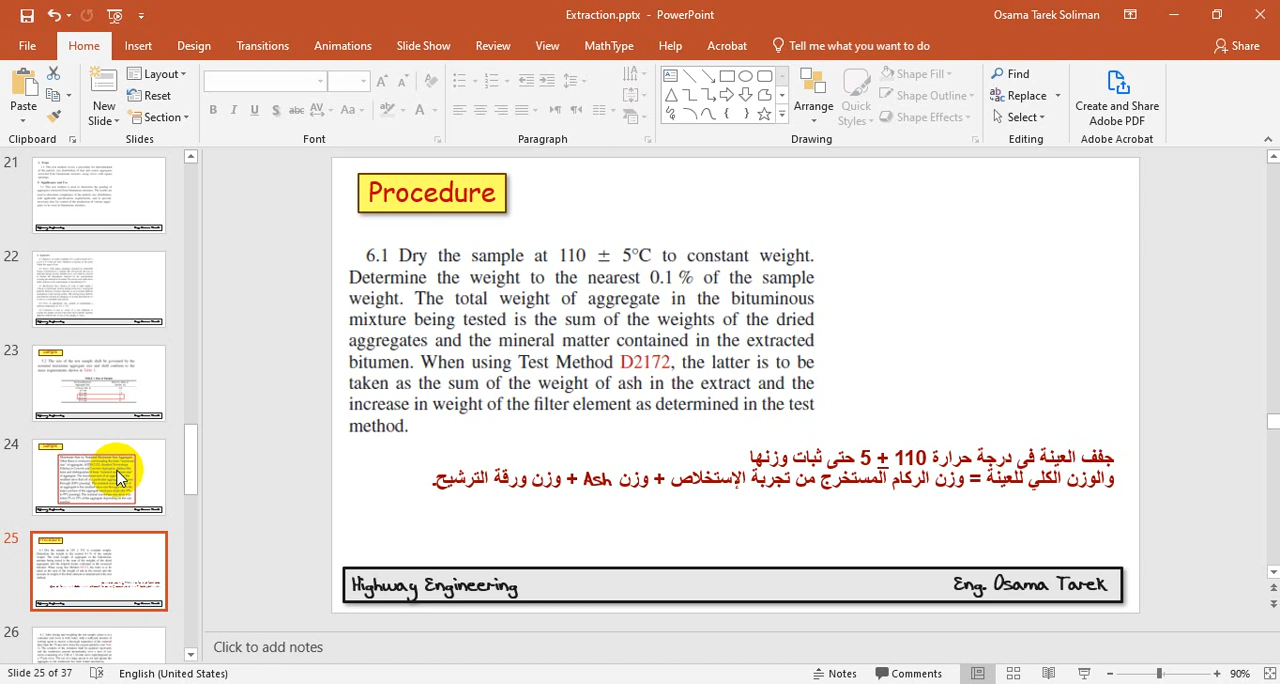 Extraction.pptx - PowerPoint
Osama Tarek Soliman
File Home Insert Design Transitions Animations Slide Show Review View MathType Help Acrobat Tell me what you want to do Share
Paste
Clipboard
New Slide
Layout
Reset
Section
Slides
B I U S abc AV Aa
Font
Paragraph
Arrange
Quick Styles
Shape Fill
Shape Outline
Shape Effects
Drawing
Find
Replace
Select
Editing
Create and Share Adobe PDF
Adobe Acrobat
21
22
23
24
25
26
Procedure
6.1 Dry the sample at 110 ± 5°C to constant weight.
Determine the weight to the nearest 0.1 % of the sample
weight. The total weight of aggregate in the bituminous
mixture being tested is the sum of the weights of the dried
aggregates and the mineral matter contained in the extracted
bitumen. When using Test Method D2172, the latter is to be
taken as the sum of the weight of ash in the extract and the
increase in weight of the filter element as determined in the test
method.
جفف العينة فى درجة حرارة 110 ± 5 حتى ثبات وزنها
والوزن الكلي للعينة = وزن الركام المستخرج من تجربة الإستخلاص + وزن Ash + وزن ورقة الترشيح.
Highway Engineering
Eng. Osama Tarek
Click to add notes
Slide 25 of 37
English (United States)
Notes
Comments
90%